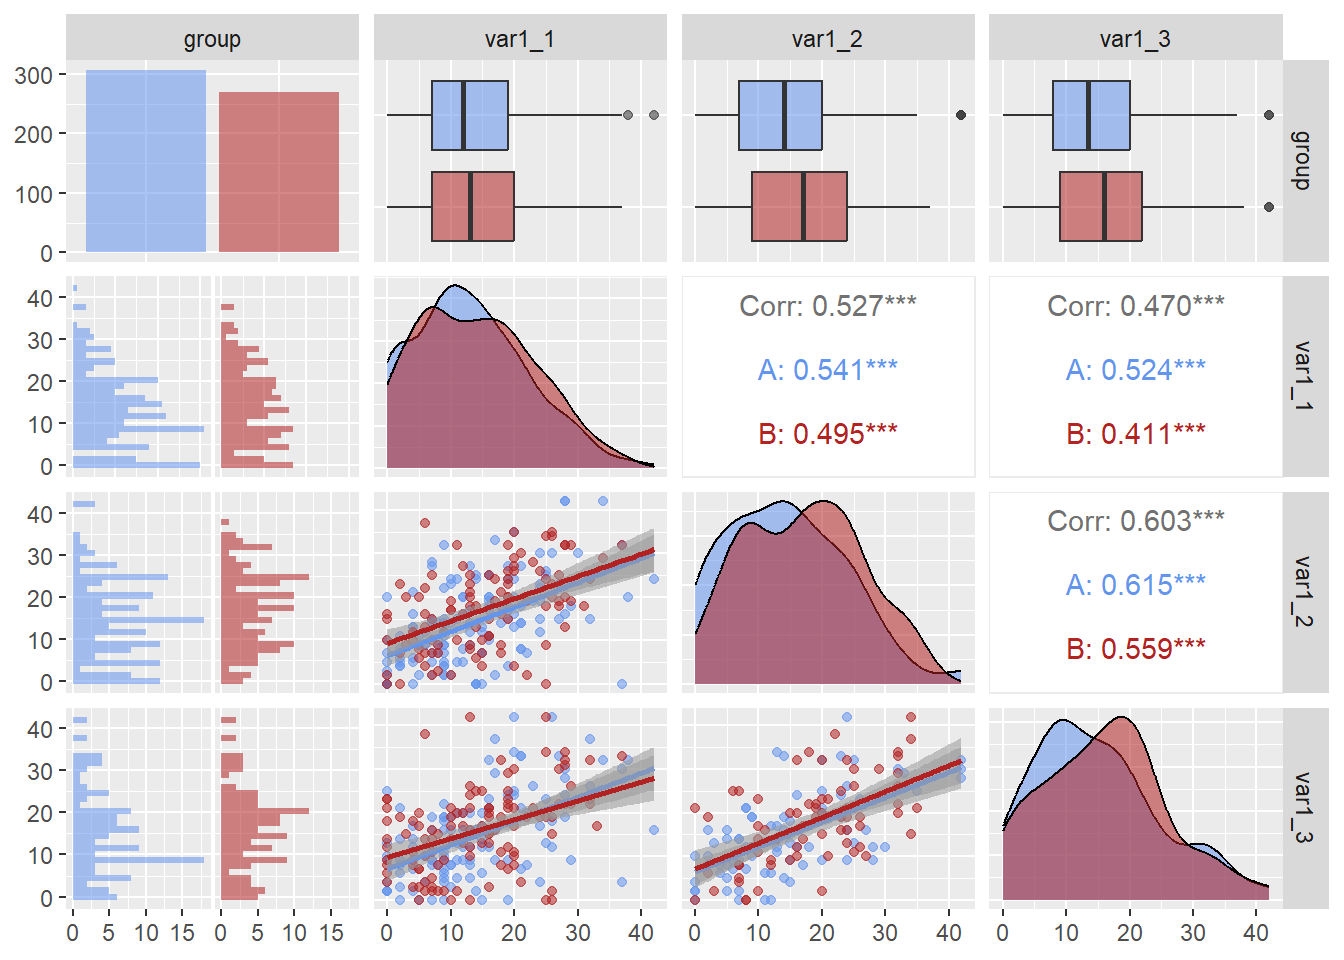 group var1_1 var1_2 var1_3
300
200
100
0
group
40
30
20
10
0
Corr: 0.527***
A: 0.541***
B: 0.495***
Corr: 0.470***
A: 0.524***
B: 0.411***
var1_1
40
30
20
10
0
Corr: 0.603***
A: 0.615***
B: 0.559***
var1_2
40
30
20
10
0
var1_3
0 5 10 15 0 5 10 15 0 10 20 30 40 0 10 20 30 40 0 10 20 30 40